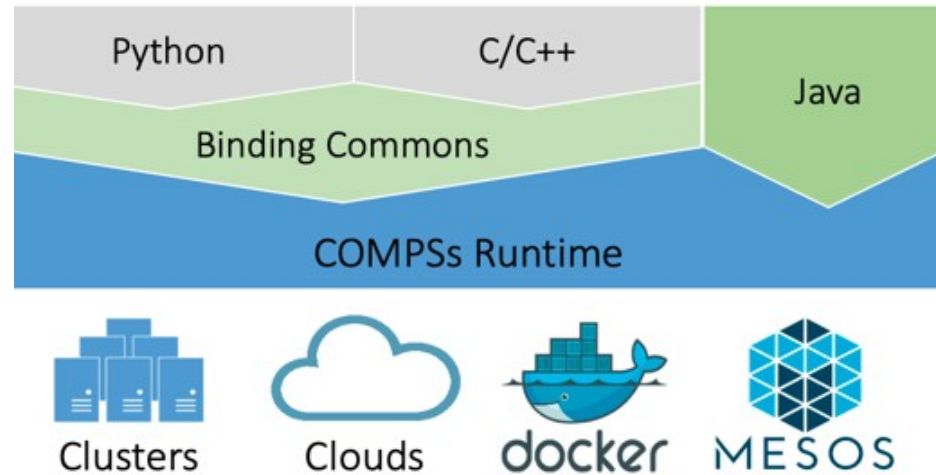 Python
C/C++
Java
Binding Commons
COMPSs Runtime
Clusters
Clouds
docker
MESOS